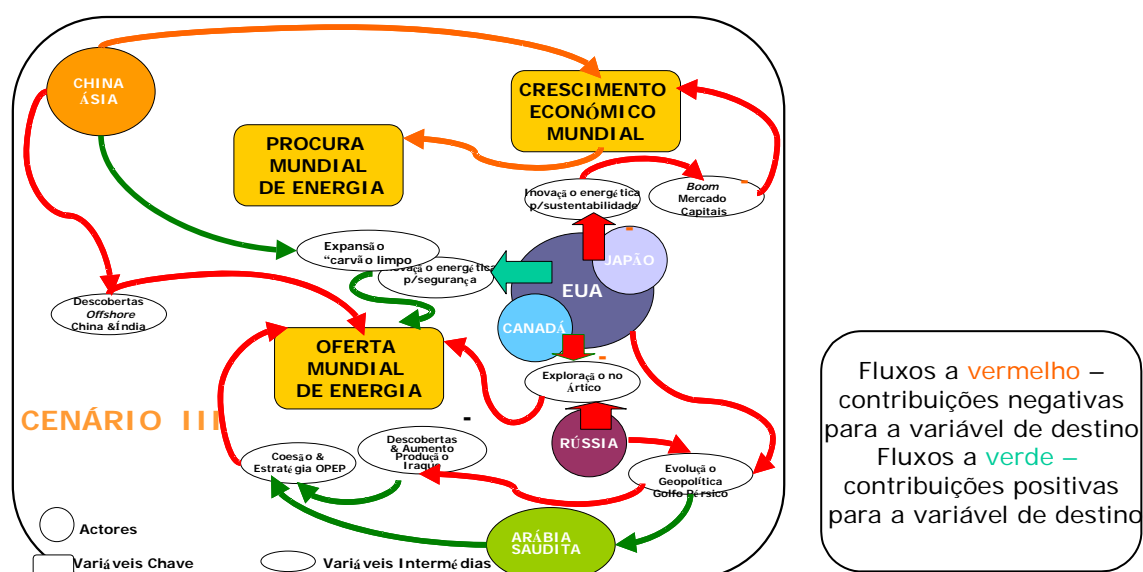 CHINA
ÁSIA
CRESCIMENTO
ECONÓMICO
MUNDIAL
PROCURA
MUNDIAL
DE ENERGIA
Inovação energética
p/sustentabilidade
-
Boom
Mercado
Capitais
Expansão
“carvão limpo
novação energética
p/segurança
-
JAPÃO
EUA
CANADÁ
Descobertas
Offshore
China &Índia
OFERTA
MUNDIAL
DE ENERGIA
-
Exploração no
Ártico
CENÁRIO III
-
RÚSSIA
Descobertas
& Aumento
Produção
Iraque
Coesão &
Estratégia OPEP
Evolução
Geopolítica
Golfo Pérsico
ARÁBIA
SAUDITA
Actores
Variáveis Chave
Variáveis Intermédias
Fluxos a vermelho –
contribuições negativas
para a variável de destino
Fluxos a verde –
contribuições positivas
para a variável de destino